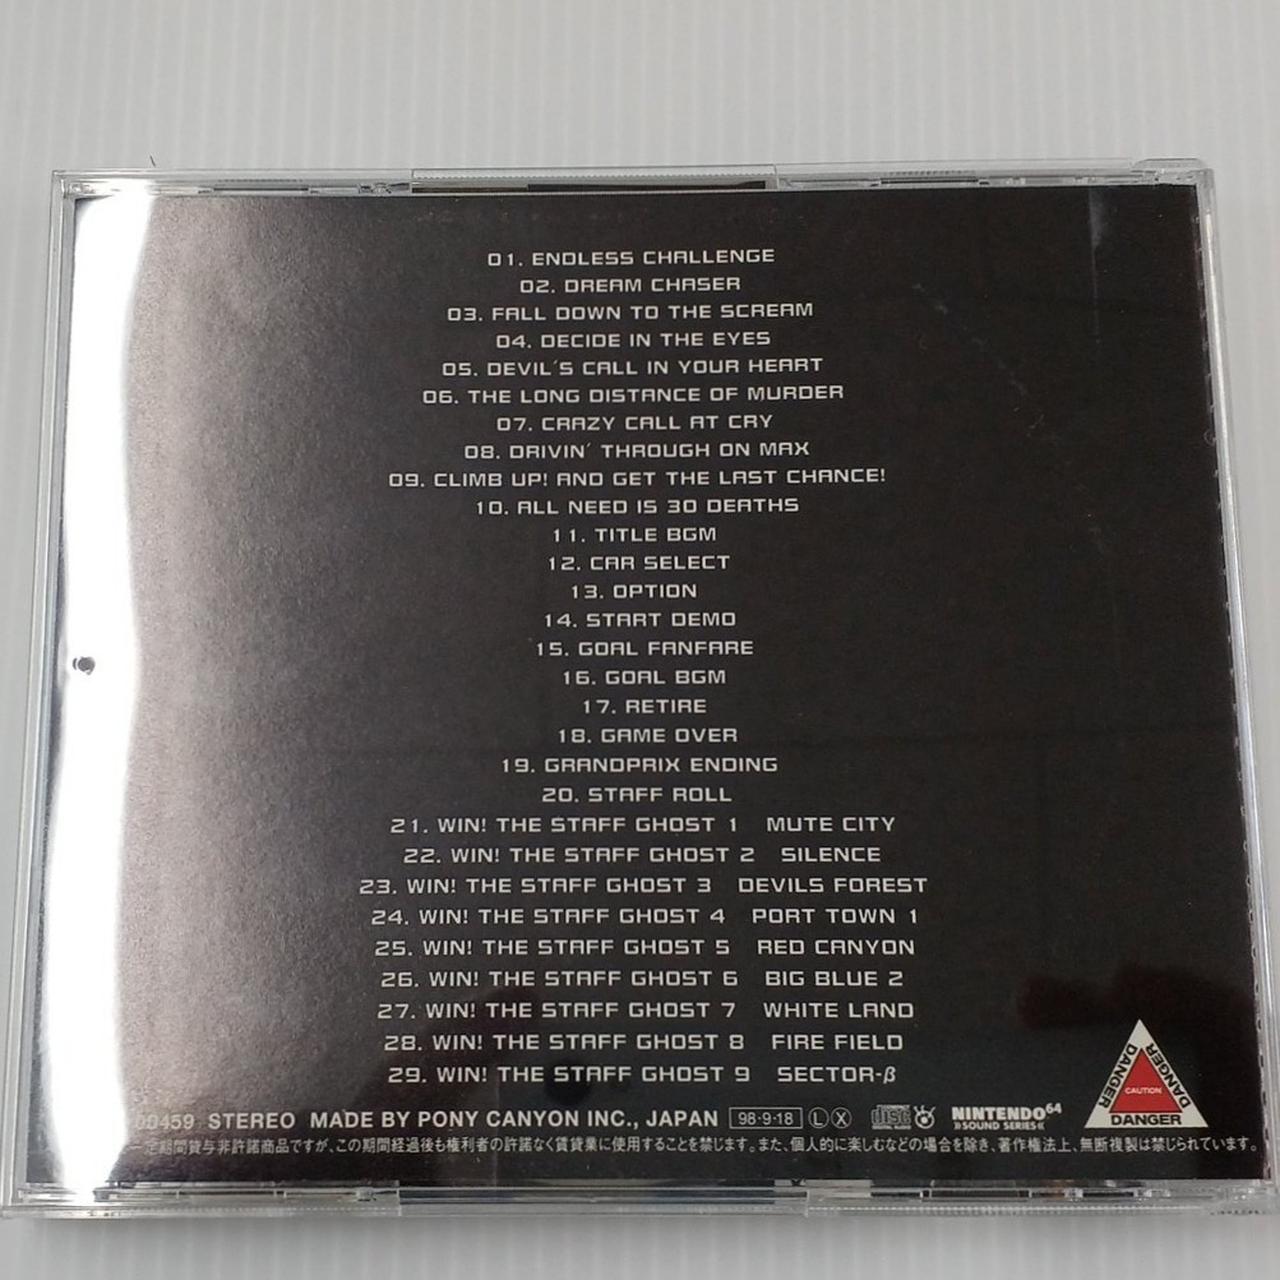 01. ENDLESS CHALLENGE
02. DREAM CHASER
03. FALL DOWN TO THE SCREAM
04. DECIDE IN THE EYES
05. DEVIL´S CALL IN YOUR HEART
06. THE LONG DISTANCE OF MURDER
07. CRAZY CALL AT CRY
08. DRIVIN´ THROUGH ON MAX
09. CLIMB UP! AND GET THE LAST CHANCE!
10. ALL NEED IS 30 DEATHS
11. TITLE BGM
12. CAR SELECT
13. OPTION
14. START DEMO
15. GOAL FANFARE
16. GOAL BGM
17. RETIRE
18. GAME OVER
19. GRANDPRIX ENDING
20. STAFF ROLL
21. WIN! THE STAFF GHOST 1 MUTE CITY
22. WIN! THE STAFF GHOST 2 SILENCE
23. WIN! THE STAFF GHOST 3 DEVILS FOREST
24. WIN! THE STAFF GHOST 4 PORT TOWN 1
25. WIN! THE STAFF GHOST 5 RED CANYON
26. WIN! THE STAFF GHOST 6 BIG BLUE 2
27. WIN! THE STAFF GHOST 7 WHITE LAND
28. WIN! THE STAFF GHOST 8 FIRE FIELD
29. WIN! THE STAFF GHOST 9 SECTOR-β
DANGER DANGER CAUTION DANGER
00459 STEREO MADE BY PONY CANYON INC., JAPAN 98·9·18 Ⓛ Ⓧ COMPACT disc DIGITAL AUDIO NINTENDO64
»SOUND SERIES«
一定期間貸与非許諾商品ですが、この期間経過後も権利者の許諾なく賃貸業に使用することを禁じます。また、個人的に楽しむなどの場合を除き、著作権法上、無断複製は禁じられています。